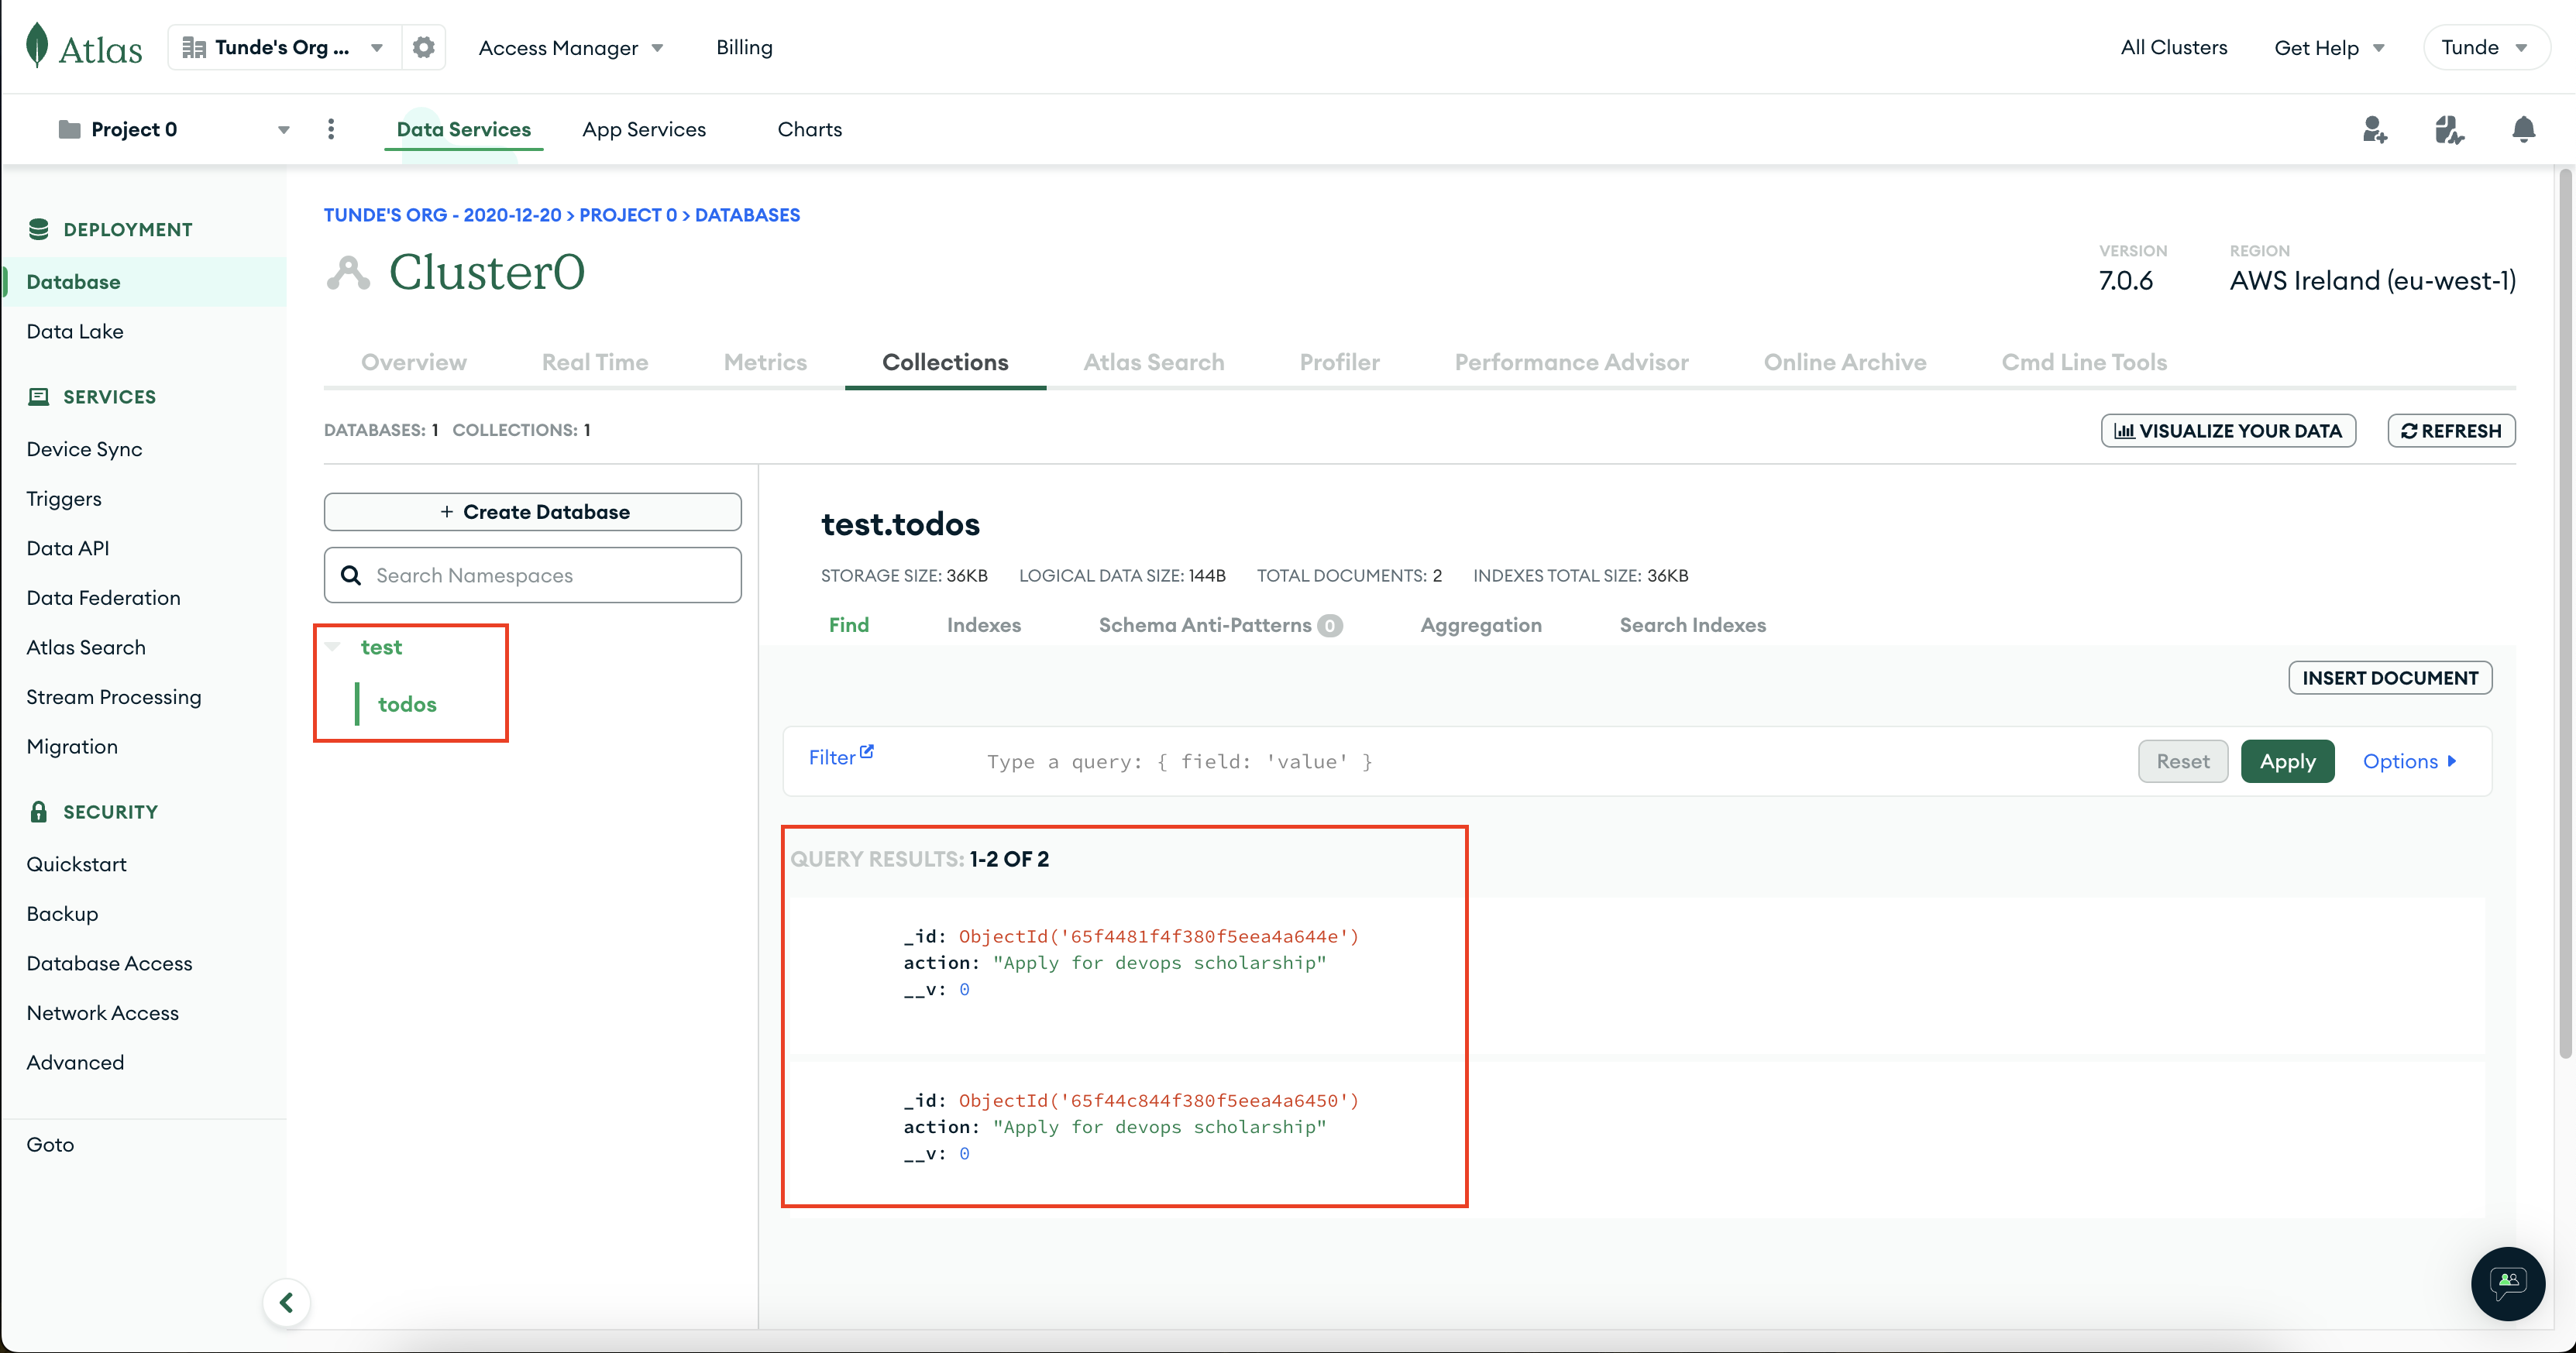 Atlas
Tunde's Org ...
Access Manager
Billing
All Clusters
Get Help
Tunde
Project 0
Data Services
App Services
Charts
DEPLOYMENT
Database
Data Lake
SERVICES
Device Sync
Triggers
Data API
Data Federation
Atlas Search
Stream Processing
Migration
SECURITY
Quickstart
Backup
Database Access
Network Access
Advanced
Goto
TUNDE'S ORG - 2020-12-20 > PROJECT 0 > DATABASES
Cluster0
VERSION
7.0.6
REGION
AWS Ireland (eu-west-1)
Overview
Real Time
Metrics
Collections
Atlas Search
Profiler
Performance Advisor
Online Archive
Cmd Line Tools
DATABASES: 1 COLLECTIONS: 1
VISUALIZE YOUR DATA
REFRESH
+ Create Database
Search Namespaces
test
todos
test.todos
STORAGE SIZE: 36KB LOGICAL DATA SIZE: 144B TOTAL DOCUMENTS: 2 INDEXES TOTAL SIZE: 36KB
Find
Indexes
Schema Anti-Patterns 0
Aggregation
Search Indexes
INSERT DOCUMENT
Filter
Type a query: { field: 'value' }
Reset
Apply
Options
QUERY RESULTS: 1-2 OF 2
_id: ObjectId('65f4481f4f380f5eea4a644e')
action: "Apply for devops scholarship"
__v: 0
_id: ObjectId('65f44c844f380f5eea4a6450')
action: "Apply for devops scholarship"
__v: 0